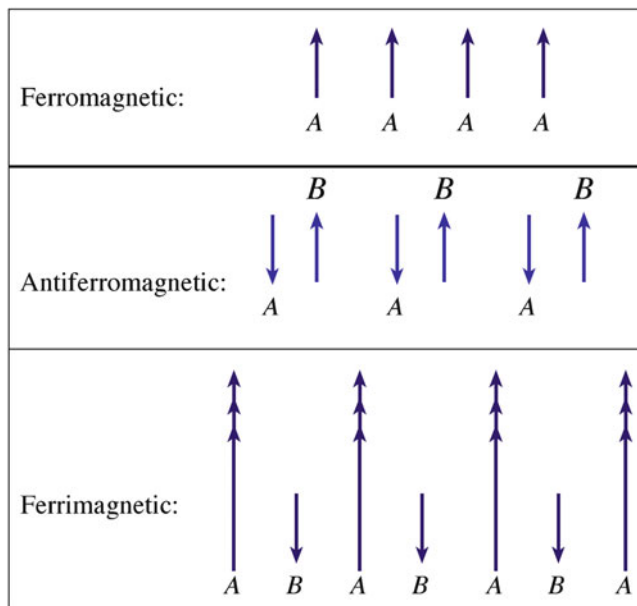 Ferromagnetic:
A A A A
B B B
Antiferromagnetic:
A A A
Ferrimagnetic:
A B A B A B A